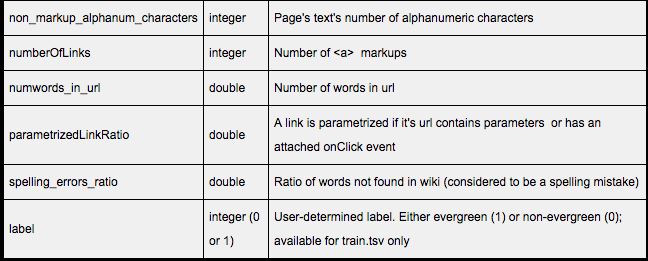 non_markup_alphanum_characters integer Page's text's number of alphanumeric characters
numberOfLinks integer Number of <a>  markups
numwords_in_url double Number of words in url
parametrizedLinkRatio double A link is parametrized if it's url contains parameters  or has an
attached onClick event
spelling_errors_ratio double Ratio of words not found in wiki (considered to be a spelling mistake)
label integer (0
or 1) User-determined label. Either evergreen (1) or non-evergreen (0);
available for train.tsv only